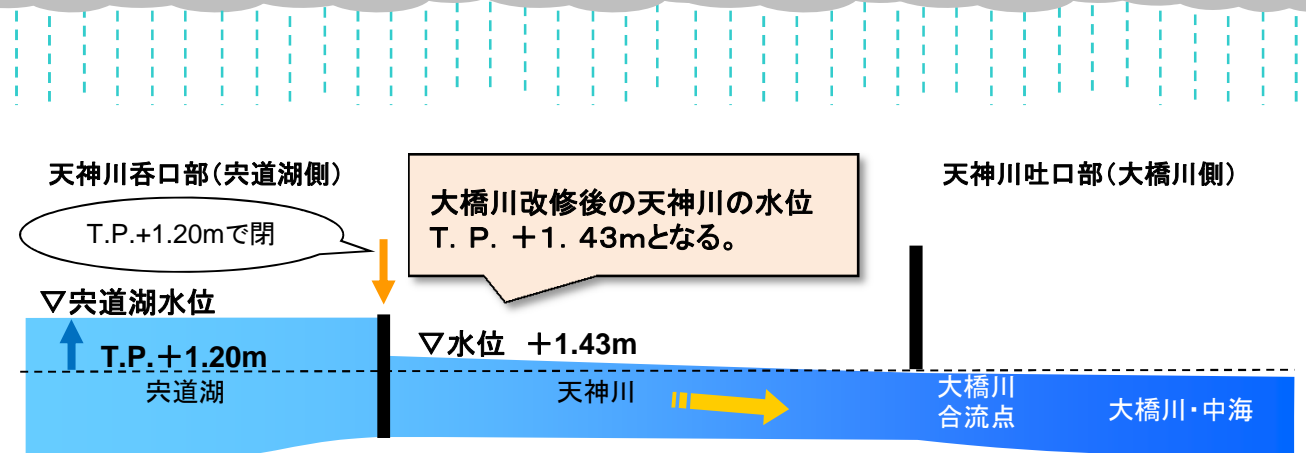 天神川呑口部(宍道湖側)
T.P.+1.20mで閉
大橋川改修後の天神川の水位
T.P.+1.43mとなる。
天神川吐口部(大橋川側)
▽宍道湖水位
T.P.+1.20m
宍道湖
▽水位 +1.43m
天神川
大橋川
合流点
大橋川・中海